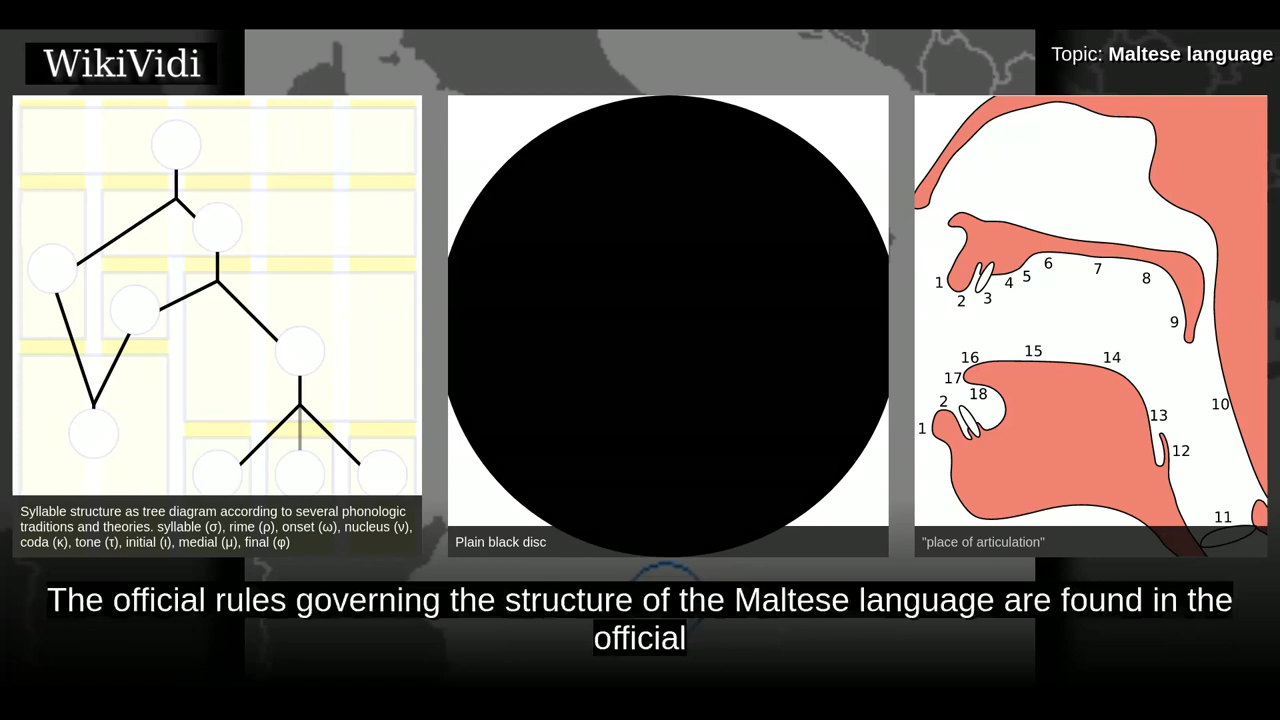 WikiVidi
Topic: Maltese language
1
2
3
4
5
6
7
8
9
16
15
14
17
18
2
1
13
12
10
11
Syllable structure as tree diagram according to several phonologic
traditions and theories. syllable (σ), rime (ρ), onset (ω), nucleus (ν),
coda (κ), tone (τ), initial (ι), medial (μ), final (φ)
Plain black disc
"place of articulation"
The official rules governing the structure of the Maltese language are found in the
official